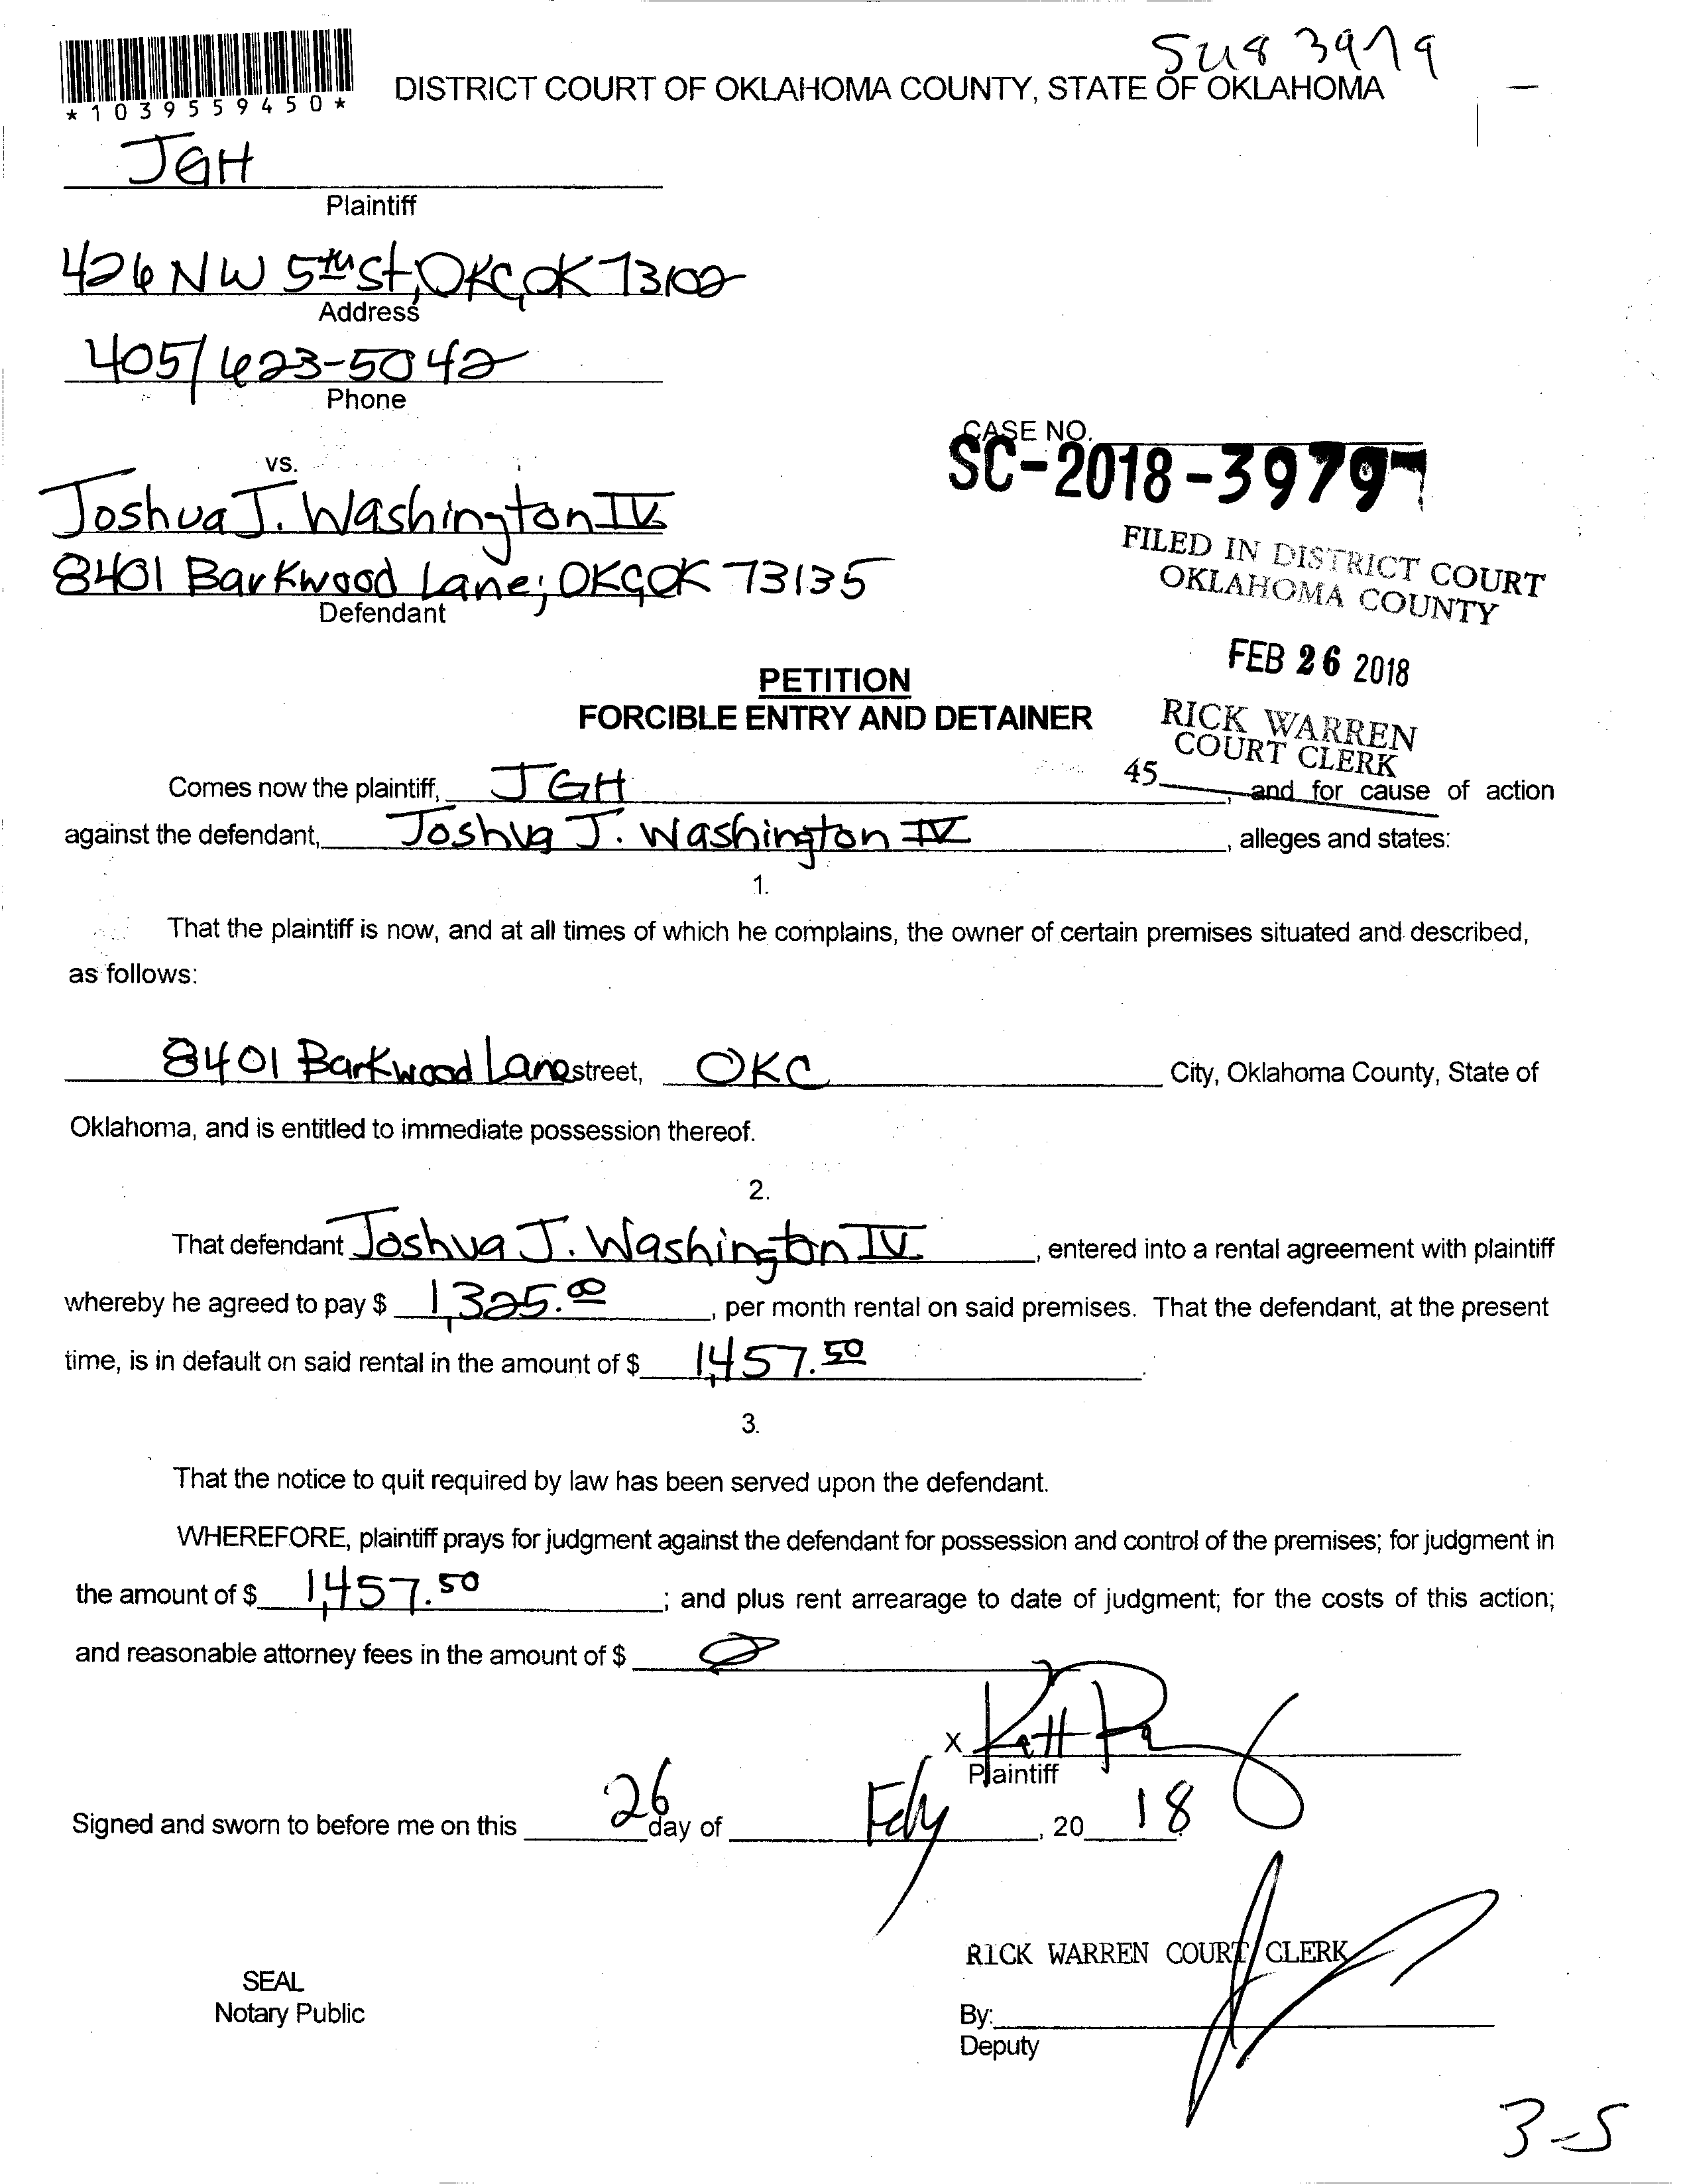 SU8 3979
*1039559450*
DISTRICT COURT OF OKLAHOMA COUNTY, STATE OF OKLAHOMA
JGH
Plaintiff
426 NW 5th St, OKC, OK 73102
Address
405/623-5042
Phone
CASE NO.
SC-2018-3979
vs.
Joshua J. Washington IV
8401 Barkwood Lane; OKC, OK 73135
Defendant
FILED IN DISTRICT COURT
OKLAHOMA COUNTY
FEB 26 2018
RICK WARREN
COURT CLERK
45
PETITION
FORCIBLE ENTRY AND DETAINER
Comes now the plaintiff, JGH, and for cause of action
against the defendant, Joshua J. Washington IV, alleges and states:
1.
That the plaintiff is now, and at all times of which he complains, the owner of certain premises situated and described,
as follows:
8401 Barkwood Lane street, OKC City, Oklahoma County, State of
Oklahoma, and is entitled to immediate possession thereof.
2.
That defendant Joshua J. Washington IV, entered into a rental agreement with plaintiff
whereby he agreed to pay $ 1,325.00, per month rental on said premises. That the defendant, at the present
time, is in default on said rental in the amount of $ 1,457.50.
3.
That the notice to quit required by law has been served upon the defendant.
WHEREFORE, plaintiff prays for judgment against the defendant for possession and control of the premises; for judgment in
the amount of $ 1,457.50; and plus rent arrearage to date of judgment; for the costs of this action;
and reasonable attorney fees in the amount of $ 0
X
Plaintiff
Signed and sworn to before me on this 26 day of Feby, 20 18.
RICK WARREN COURT CLERK
SEAL
Notary Public
By:
Deputy
3-5